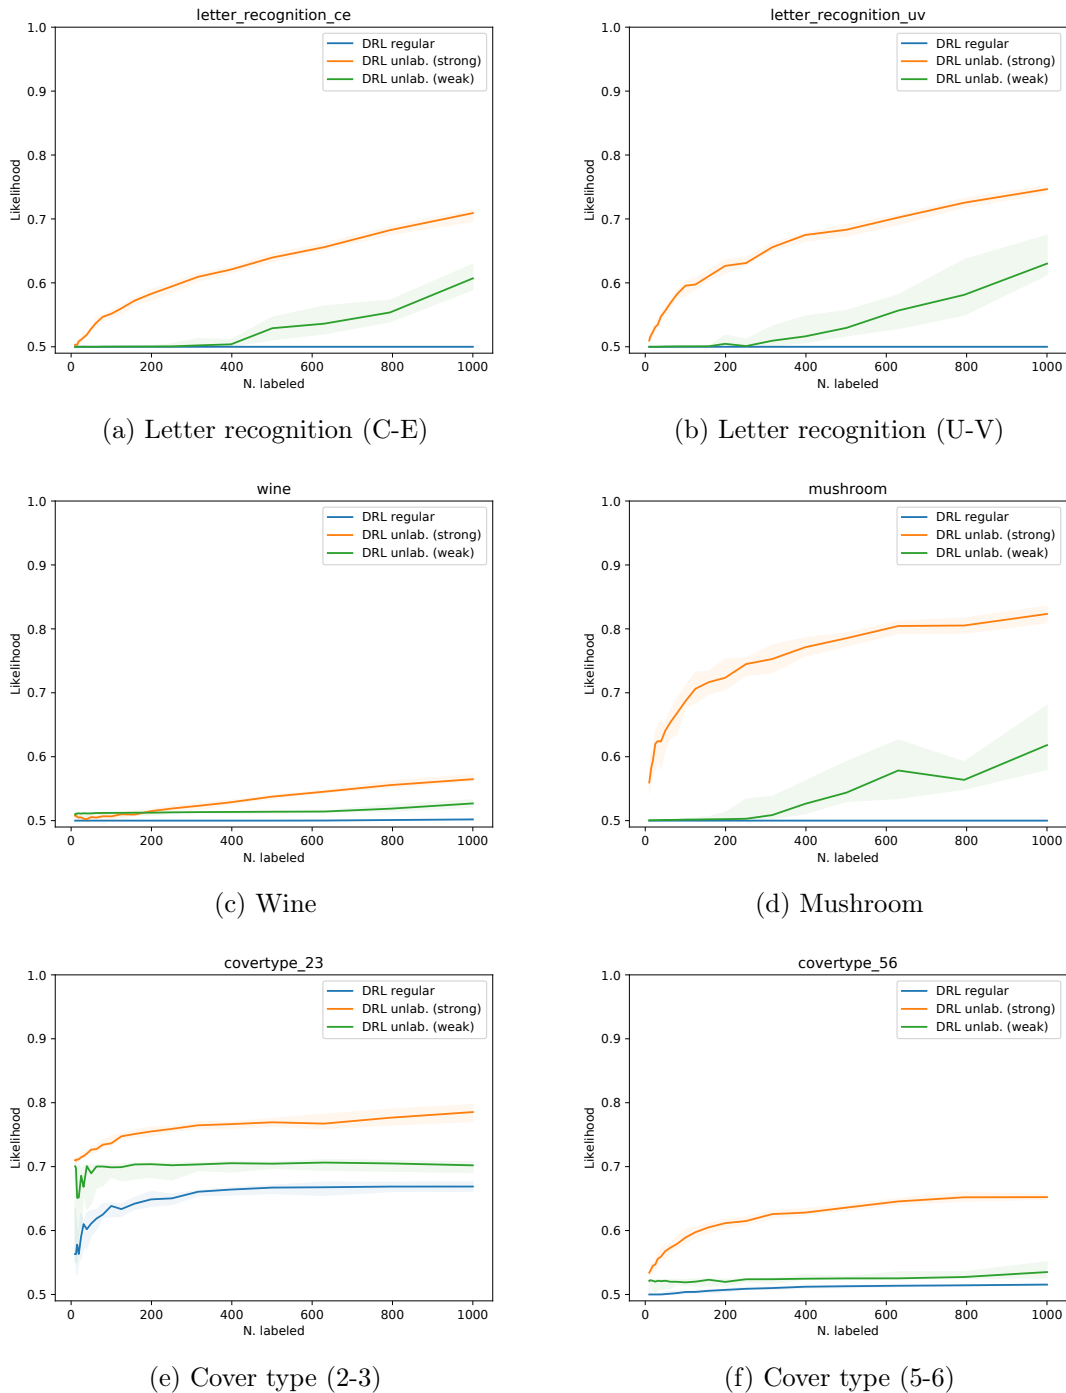 letter_recognition_ce
1.0
0.9
0.8
0.7
0.6
0.5
Likelihood
DRL regular
DRL unlab. (strong)
DRL unlab. (weak)
0 200 400 600 800 1000
N. labeled
(a) Letter recognition (C-E)
letter_recognition_uv
1.0
0.9
0.8
0.7
0.6
0.5
Likelihood
DRL regular
DRL unlab. (strong)
DRL unlab. (weak)
0 200 400 600 800 1000
N. labeled
(b) Letter recognition (U-V)
wine
1.0
0.9
0.8
0.7
0.6
0.5
Likelihood
DRL regular
DRL unlab. (strong)
DRL unlab. (weak)
0 200 400 600 800 1000
N. labeled
(c) Wine
mushroom
1.0
0.9
0.8
0.7
0.6
0.5
Likelihood
DRL regular
DRL unlab. (strong)
DRL unlab. (weak)
0 200 400 600 800 1000
N. labeled
(d) Mushroom
covertype_23
1.0
0.9
0.8
0.7
0.6
0.5
Likelihood
DRL regular
DRL unlab. (strong)
DRL unlab. (weak)
0 200 400 600 800 1000
N. labeled
(e) Cover type (2-3)
covertype_56
1.0
0.9
0.8
0.7
0.6
0.5
Likelihood
DRL regular
DRL unlab. (strong)
DRL unlab. (weak)
0 200 400 600 800 1000
N. labeled
(f) Cover type (5-6)